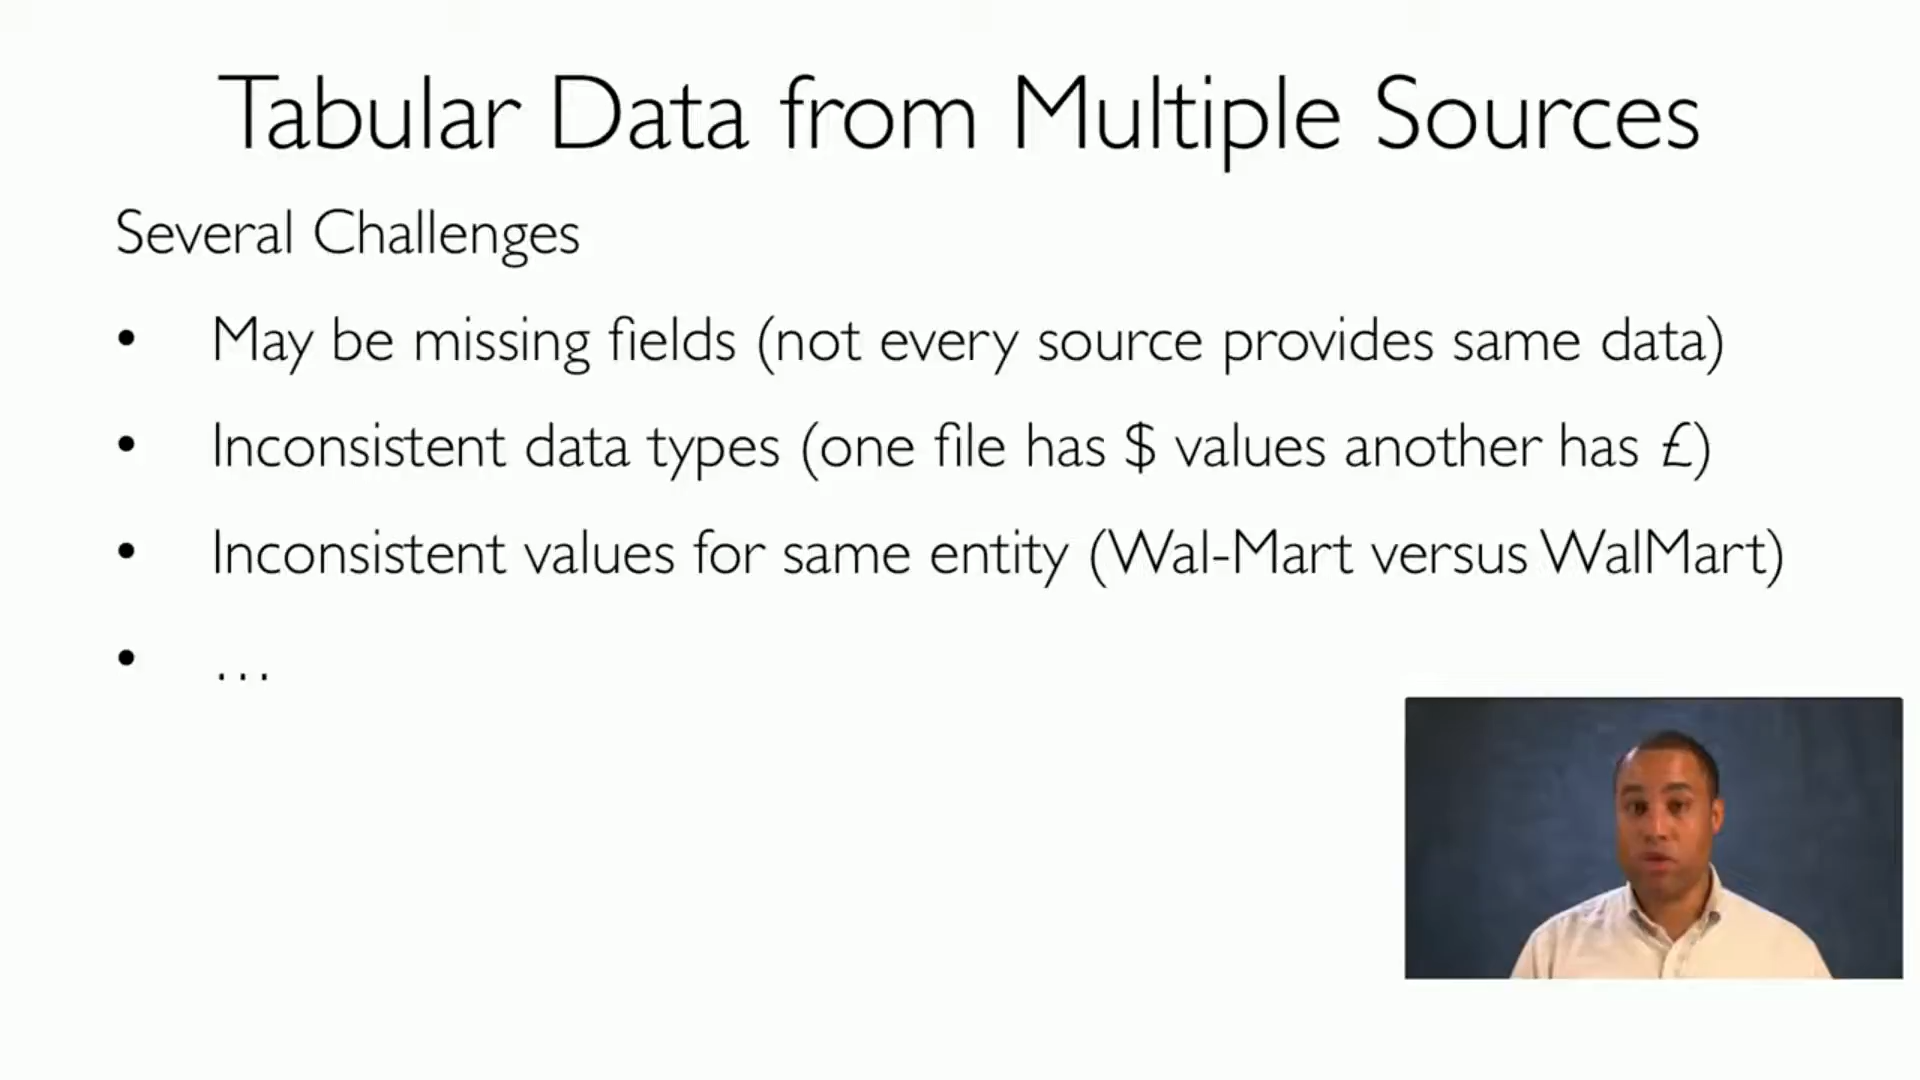 Tabular Data from Multiple Sources
Several Challenges
• May be missing fields (not every source provides same data)
• Inconsistent data types (one file has $ values another has £)
• Inconsistent values for same entity (Wal-Mart versus WalMart)
• …